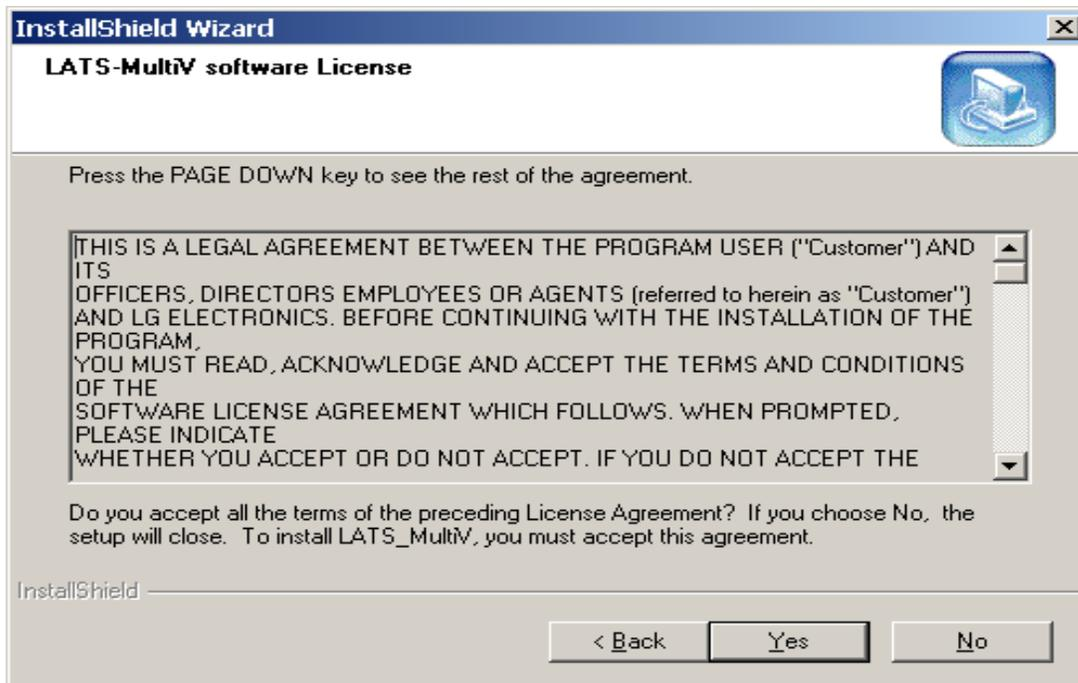 InstallShield Wizard
LATS-MultiV software License
Press the PAGE DOWN key to see the rest of the agreement.
THIS IS A LEGAL AGREEMENT BETWEEN THE PROGRAM USER ("Customer") AND
ITS
OFFICERS, DIRECTORS EMPLOYEES OR AGENTS (referred to herein as "Customer")
AND LG ELECTRONICS. BEFORE CONTINUING WITH THE INSTALLATION OF THE
PROGRAM,
YOU MUST READ, ACKNOWLEDGE AND ACCEPT THE TERMS AND CONDITIONS
OF THE
SOFTWARE LICENSE AGREEMENT WHICH FOLLOWS. WHEN PROMPTED,
PLEASE INDICATE
WHETHER YOU ACCEPT OR DO NOT ACCEPT. IF YOU DO NOT ACCEPT THE
Do you accept all the terms of the preceding License Agreement? If you choose No, the
setup will close. To install LATS_MultiV, you must accept this agreement.
InstallShield
< Back Yes No